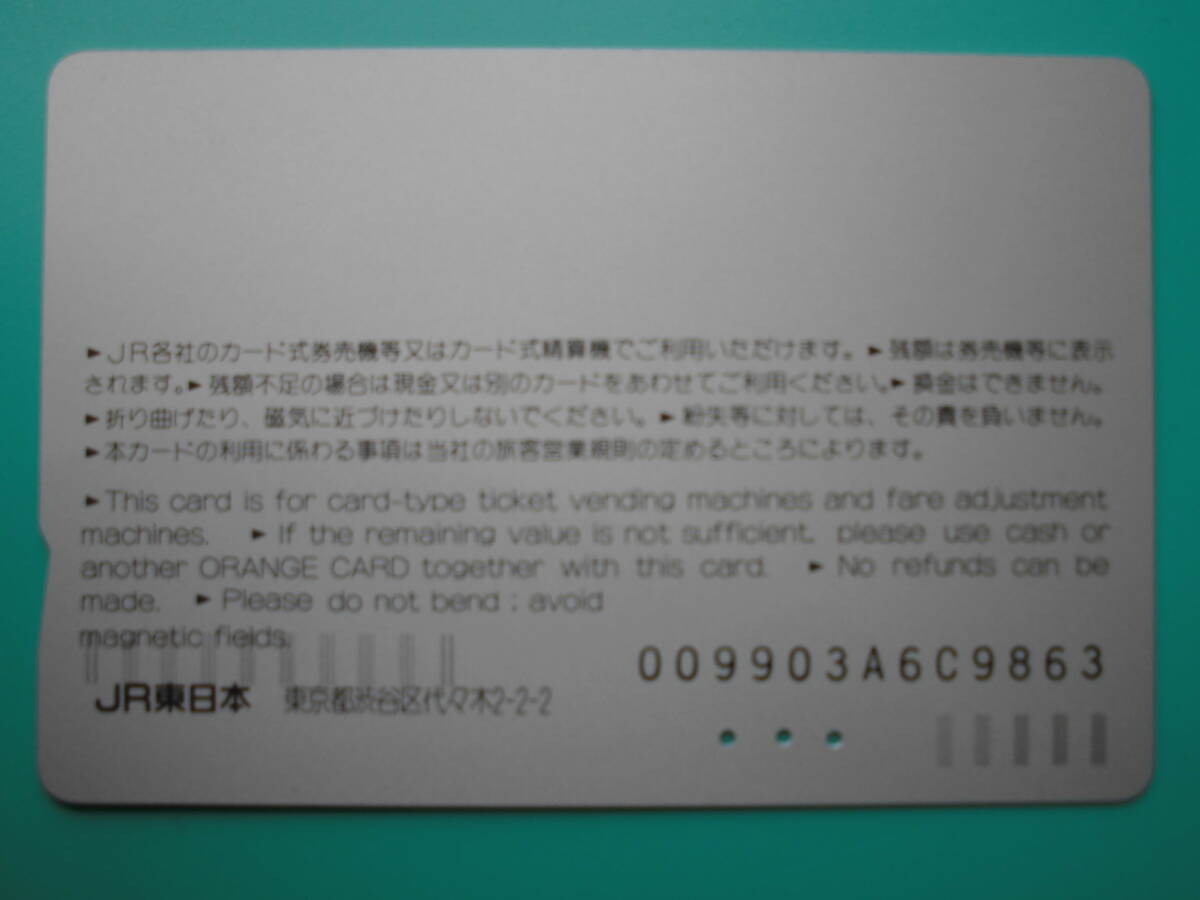 ►JR各社のカード式券売機等又はカード式精算機でご利用いただけます。►残額は券売機等に表示
されます。►残額不足の場合は現金又は別のカードをあわせてご利用ください。►換金はできません。
►折り曲げたり、磁気に近づけたりしないでください。►紛失等に対しては、その責を負いません。
►本カードの利用に係わる事項は当社の旅客営業規則の定めるところによります。
►This card is for card-type ticket vending machines and fare adjustment
machines. ►If the remaining value is not sufficient, please use cash or
another ORANGE CARD together with this card. ►No refunds can be
made. ►Please do not bend ; avoid
magnetic fields.
009903A6C9863
JR東日本 東京都渋谷区代々木2-2-2